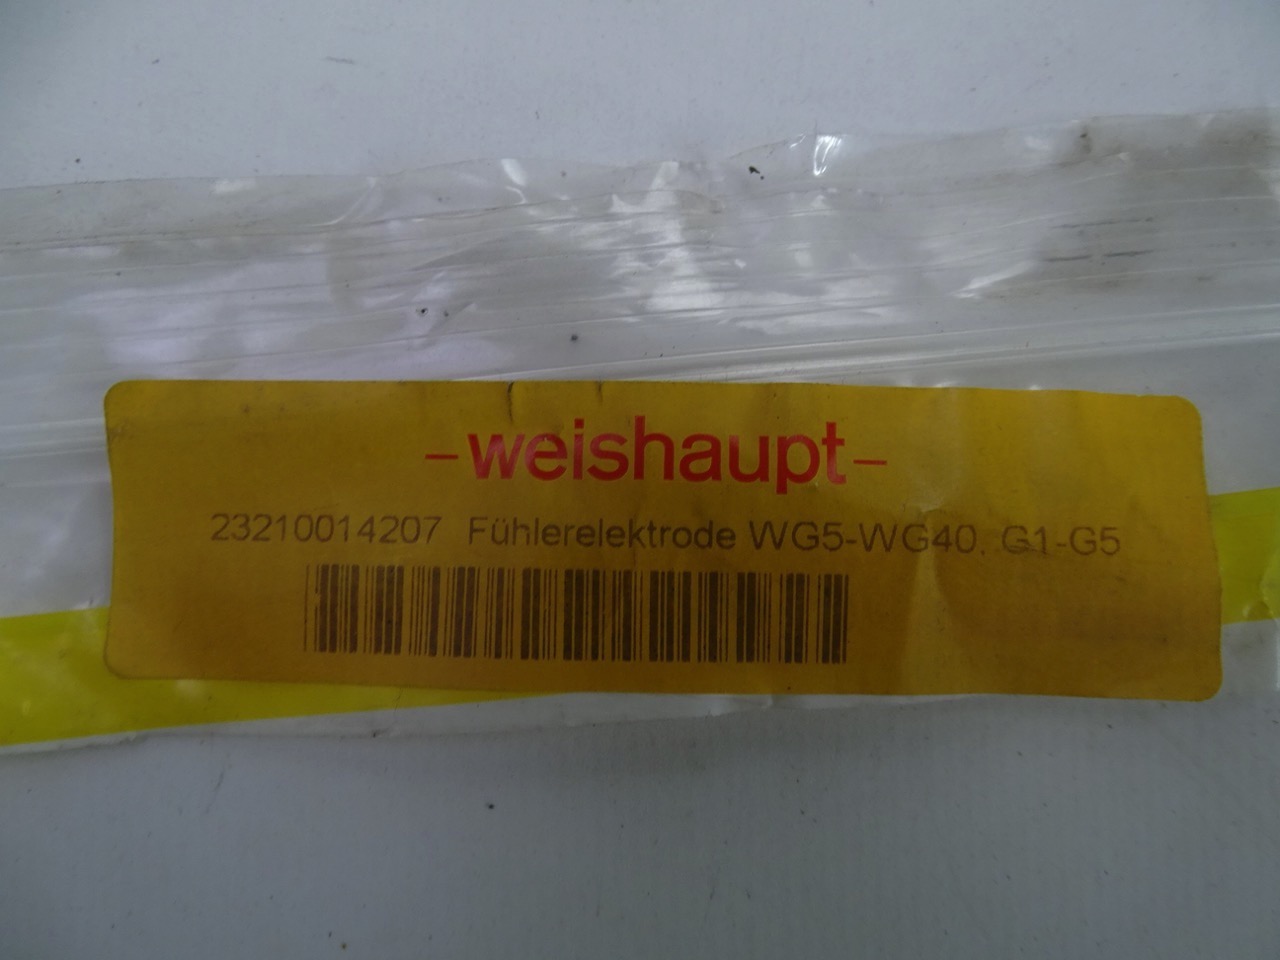 -weishaupt-
23210014207 Fühlerelektrode WG5-WG40, G1-G5